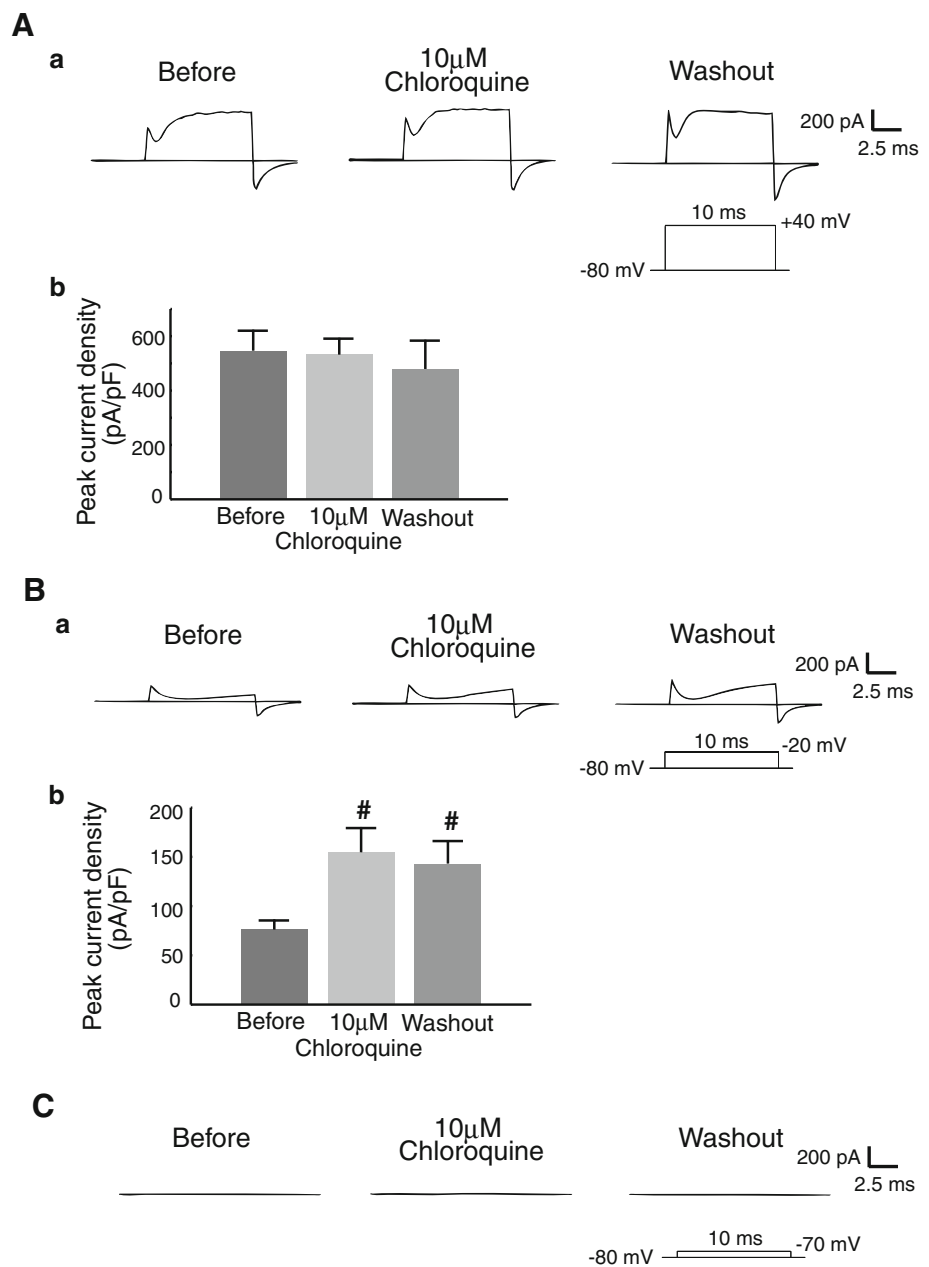 A
a
Before
10μM
Chloroquine
Washout
200 pA
2.5 ms
10 ms
+40 mV
-80 mV
b
Peak current density
(pA/pF)
600
400
200
0
Before
10μM
Washout
Chloroquine
B
a
Before
10μM
Chloroquine
Washout
200 pA
2.5 ms
10 ms
-20 mV
-80 mV
b
Peak current density
(pA/pF)
200
150
100
50
0
#
#
Before
10μM
Washout
Chloroquine
C
Before
10μM
Chloroquine
Washout
200 pA
2.5 ms
10 ms
-70 mV
-80 mV